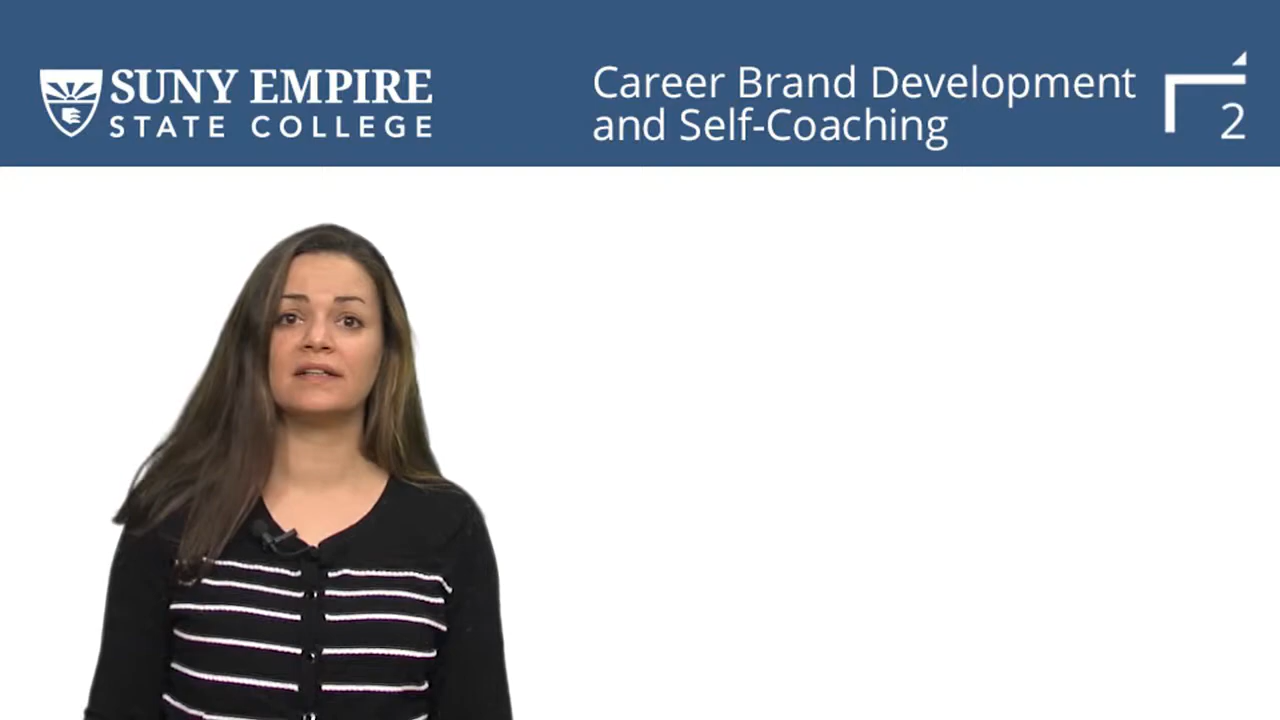 SUNY EMPIRE
STATE COLLEGE
Career Brand Development
and Self-Coaching
2